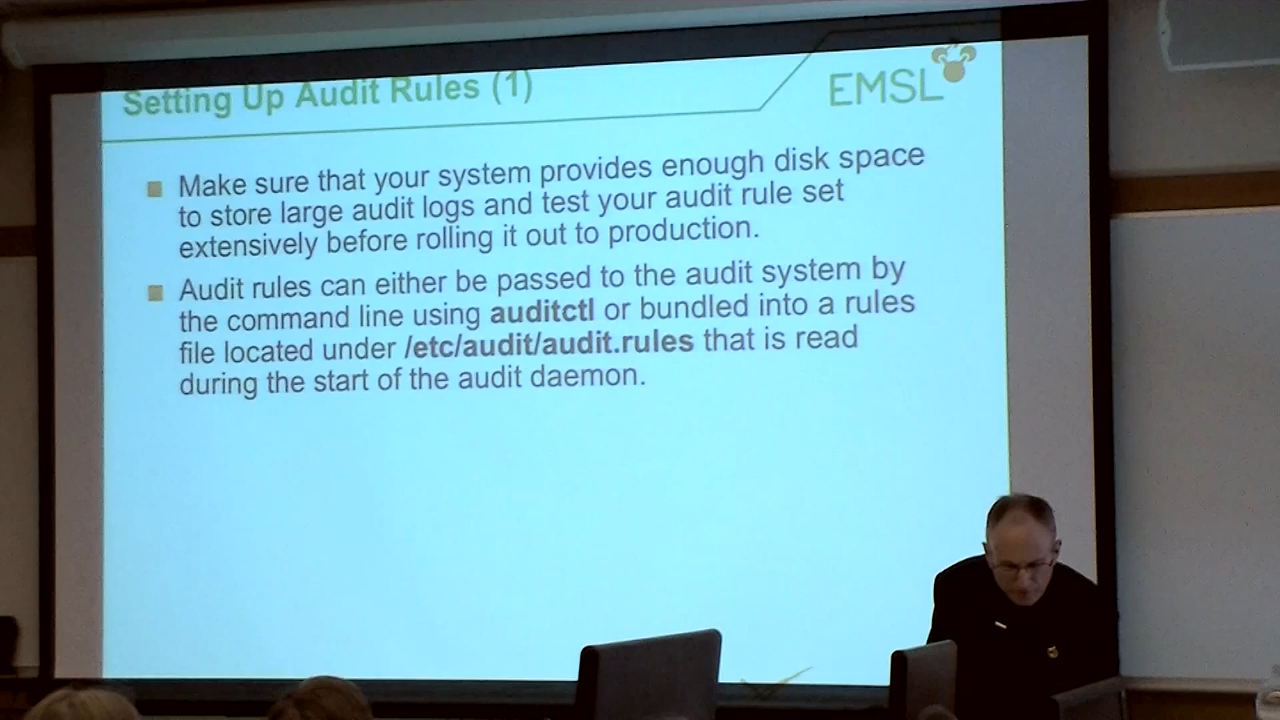 Setting Up Audit Rules (1)
EMSL
Make sure that your system provides enough disk space
to store large audit logs and test your audit rule set
extensively before rolling it out to production.
Audit rules can either be passed to the audit system by
the command line using auditctl or bundled into a rules
file located under /etc/audit/audit.rules that is read
during the start of the audit daemon.